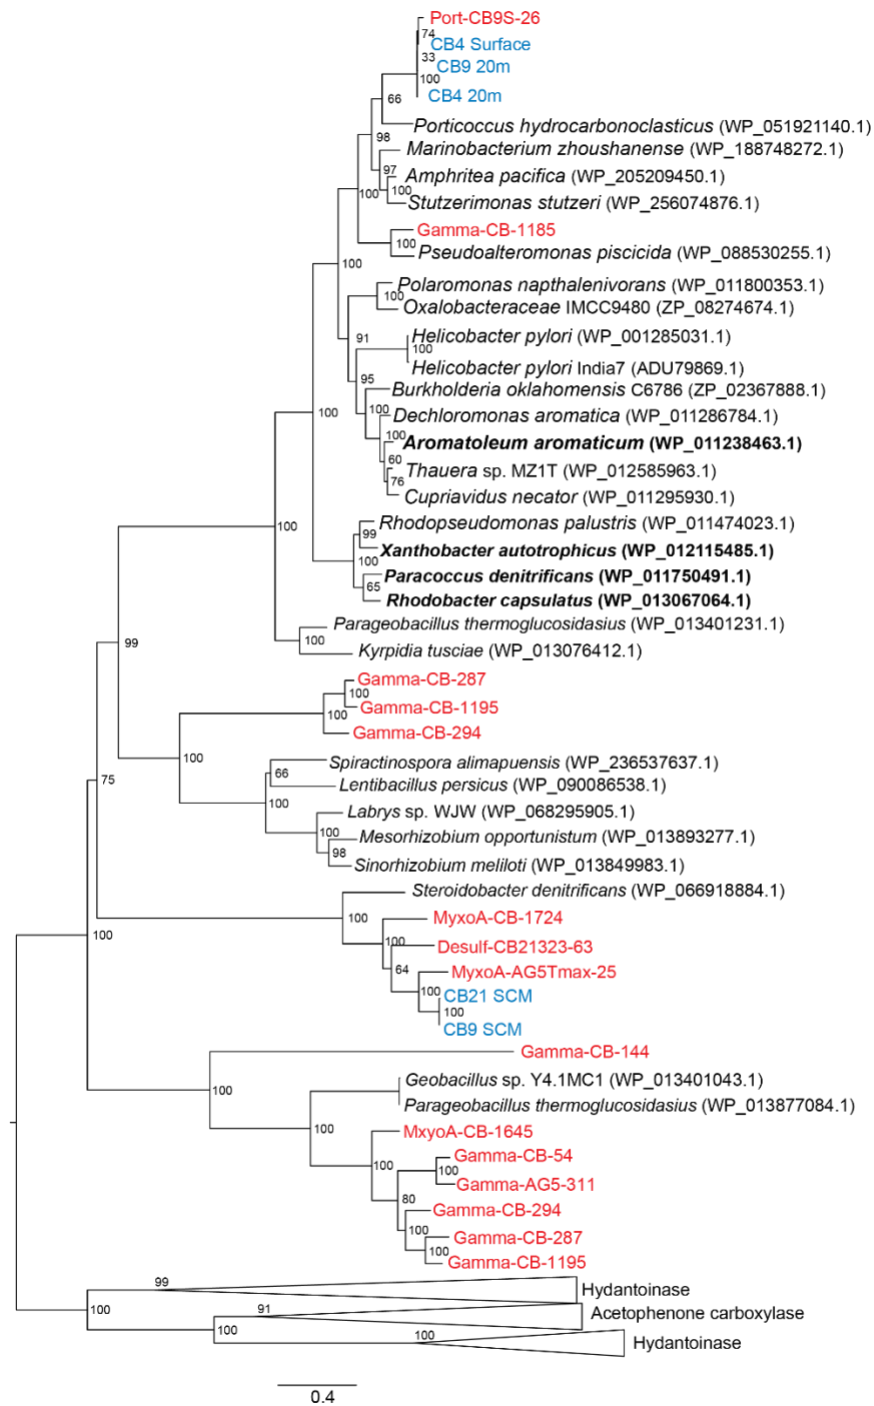 Port-CB9S-26
74
CB4 Surface
33
CB9 20m
100
CB4 20m
66
Porticoccus hydrocarbonoclasticus (WP_051921140.1)
98
Marinobacterium zhoushanense (WP_188748272.1)
97
Amphritea pacifica (WP_205209450.1)
100
100
Stutzerimonas stutzeri (WP_256074876.1)
Gamma-CB-1185
100
Pseudoalteromonas piscicida (WP_088530255.1)
100
Polaromonas napthalenivorans (WP_011800353.1)
100
Oxalobacteraceae IMCC9480 (ZP_08274674.1)
Helicobacter pylori (WP_001285031.1)
91
100
Helicobacter pylori India7 (ADU79869.1)
95
Burkholderia oklahomensis C6786 (ZP_02367888.1)
100
100
Dechloromonas aromatica (WP_011286784.1)
100
Aromatoleum aromaticum (WP_011238463.1)
60
Thauera sp. MZ1T (WP_012585963.1)
76
Cupriavidus necator (WP_011295930.1)
Rhodopseudomonas palustris (WP_011474023.1)
100
99
Xanthobacter autotrophicus (WP_012115485.1)
100
Paracoccus denitrificans (WP_011750491.1)
65
Rhodobacter capsulatus (WP_013067064.1)
Parageobacillus thermoglucosidasius (WP_013401231.1)
100
99
Kyrpidia tusciae (WP_013076412.1)
Gamma-CB-287
100
Gamma-CB-1195
100
Gamma-CB-294
100
Spiractinospora alimapuensis (WP_236537637.1)
66
75
Lentibacillus persicus (WP_090086538.1)
100
Labrys sp. WJW (WP_068295905.1)
100
Mesorhizobium opportunistum (WP_013893277.1)
98
Sinorhizobium meliloti (WP_013849983.1)
Steroidobacter denitrificans (WP_066918884.1)
100
MyxoA-CB-1724
100
100
Desulf-CB21323-63
64
MyxoA-AG5Tmax-25
100
CB21 SCM
100
CB9 SCM
Gamma-CB-144
100
Geobacillus sp. Y4.1MC1 (WP_013401043.1)
Parageobacillus thermoglucosidasius (WP_013877084.1)
100
MxyoA-CB-1645
100
Gamma-CB-54
100
Gamma-AG5-311
80
Gamma-CB-294
100
Gamma-CB-287
100
Gamma-CB-1195
99
Hydantoinase
100
91
Acetophenone carboxylase
100
100
Hydantoinase
0.4